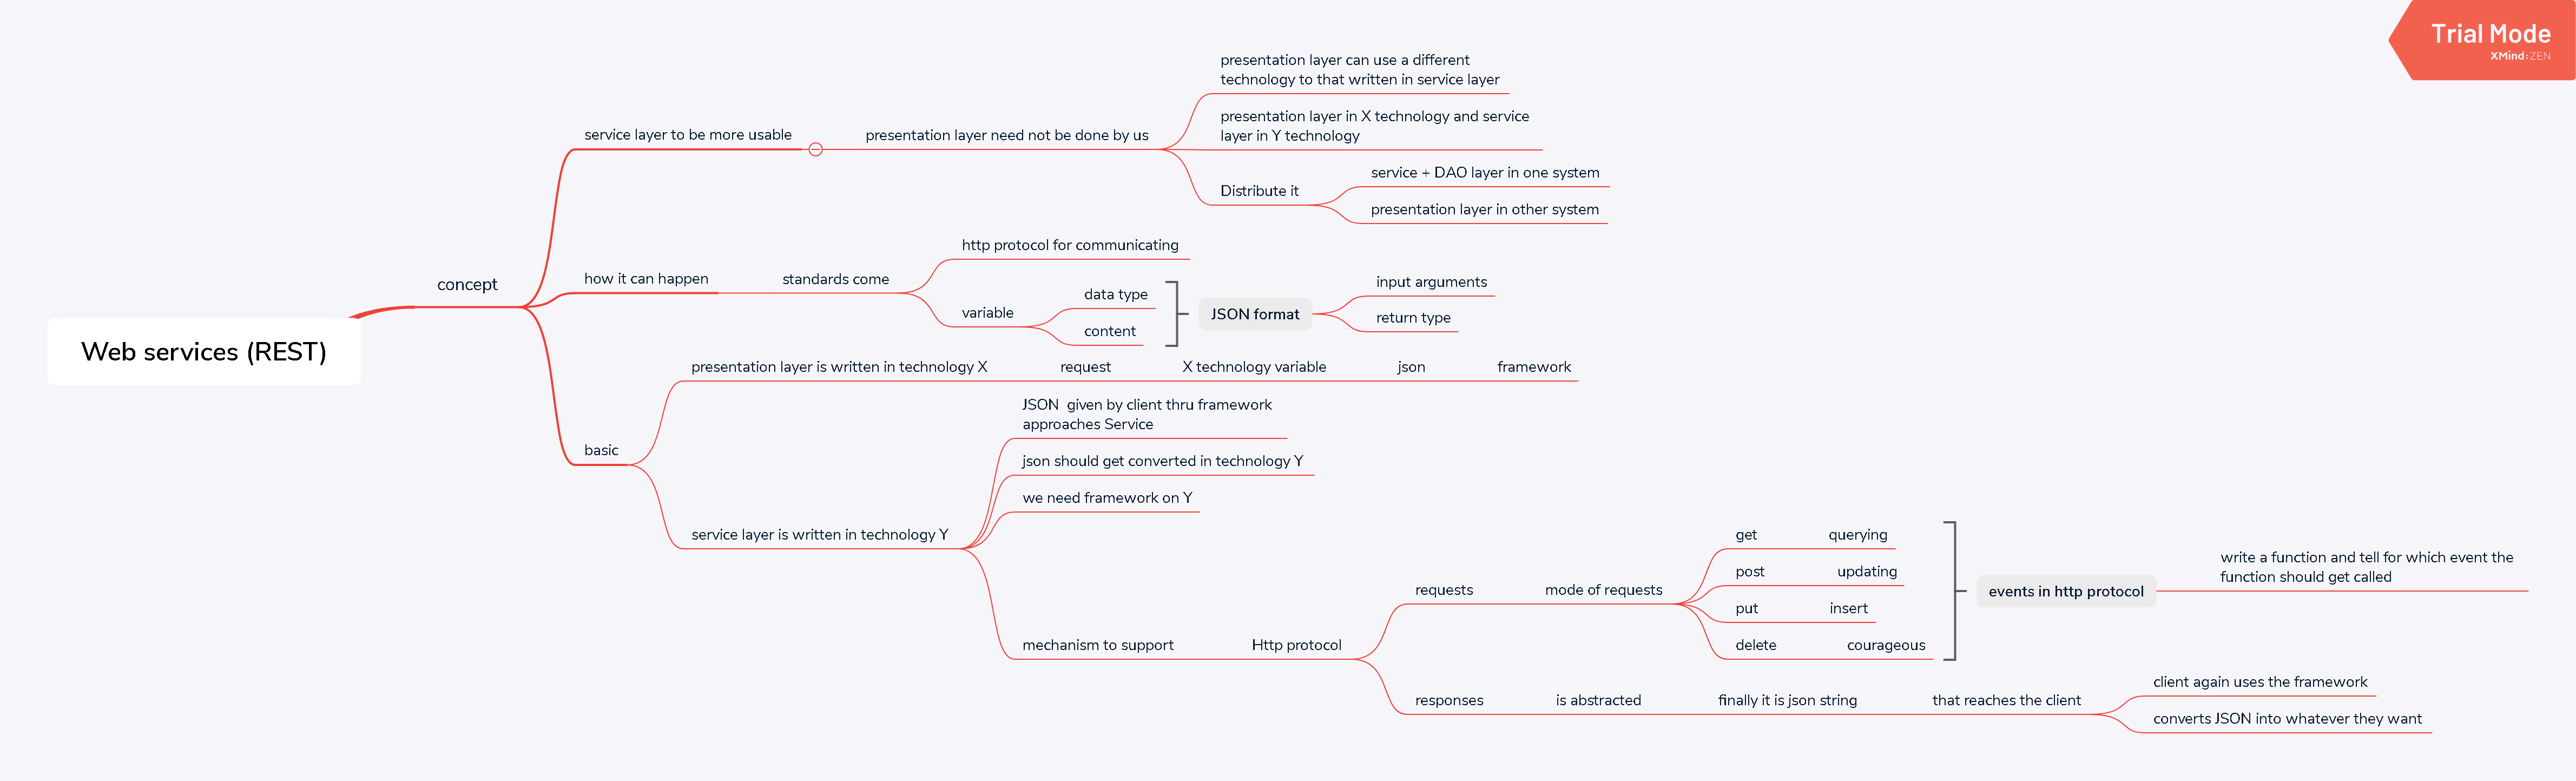 Trial Mode
XMind:ZEN
Web services (REST)
concept
service layer to be more usable
presentation layer need not be done by us
presentation layer can use a different
technology to that written in service layer
presentation layer in X technology and service
layer in Y technology
Distribute it
service + DAO layer in one system
presentation layer in other system
how it can happen
standards come
http protocol for communicating
variable
data type
content
JSON format
input arguments
return type
basic
presentation layer is written in technology X
request
X technology variable
json
framework
service layer is written in technology Y
JSON  given by client thru framework
approaches Service
json should get converted in technology Y
we need framework on Y
mechanism to support
Http protocol
requests
mode of requests
get
querying
post
updating
put
insert
delete
courageous
events in http protocol
write a function and tell for which event the
function should get called
responses
is abstracted
finally it is json string
that reaches the client
client again uses the framework
converts JSON into whatever they want